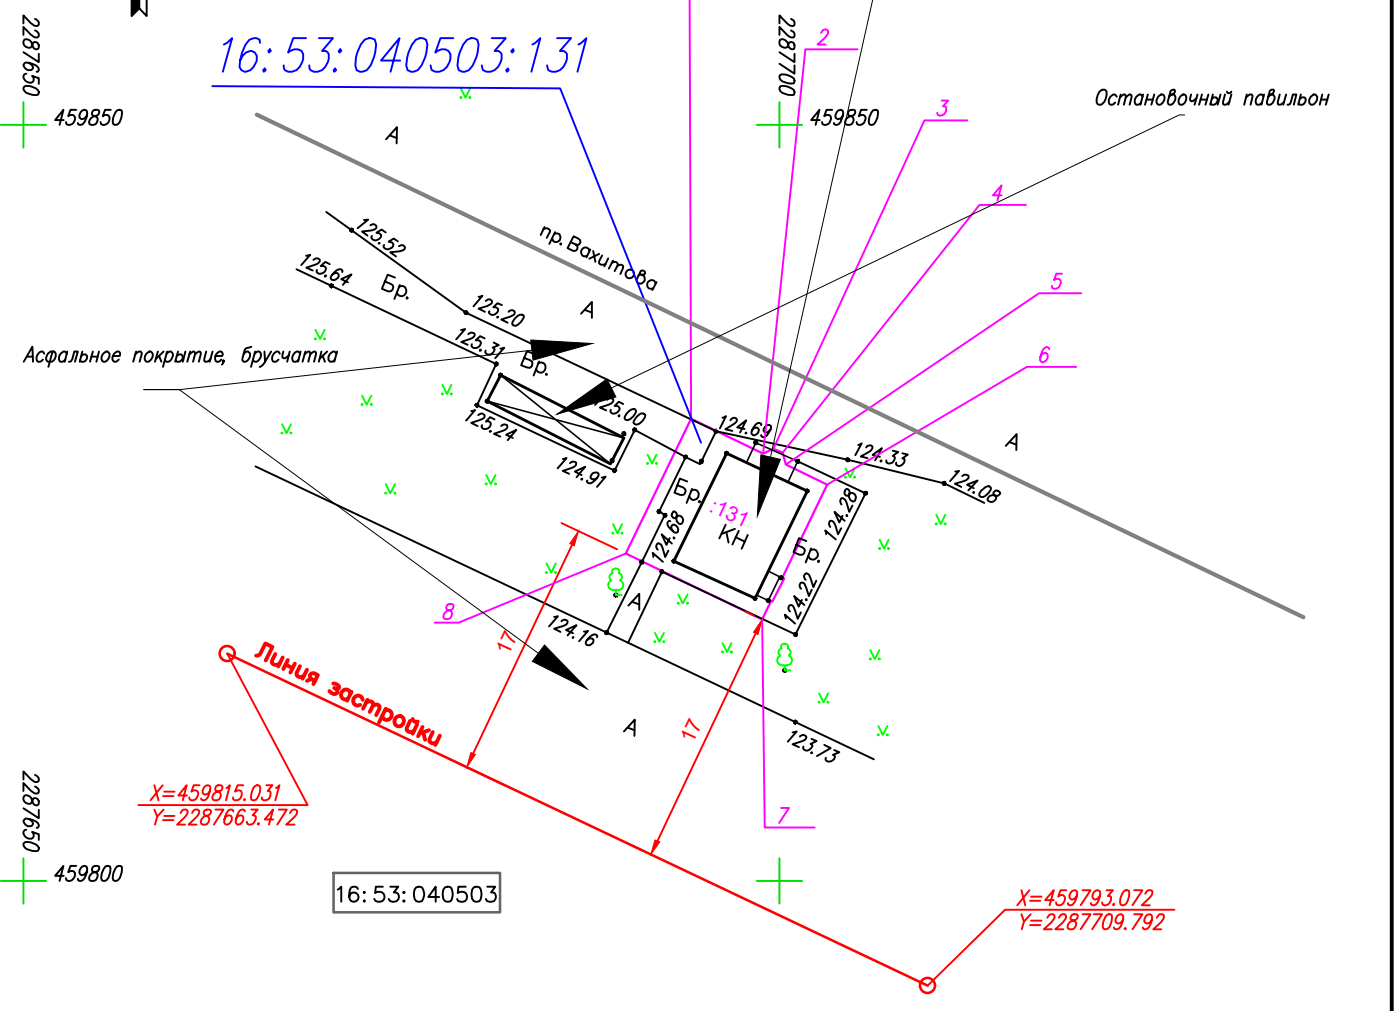 2287650
2287700
16:53:040503:131
2
459850
459850
3
Остановочный павильон
А
4
125.52
пр.Вахитова
125.64
Бр.
5
125.20
А
125.31
Асфальное покрытие, брусчатка
6
Бр.
125.00
125.24
124.69
124.33
А
124.91
124.08
Бр.
:131
124.28
КН
124.68
Бр.
А
124.22
8
124.16
17
Линия застройки
А
17
123.73
2287650
X=459815.031
Y=2287663.472
7
459800
16:53:040503
X=459793.072
Y=2287709.792